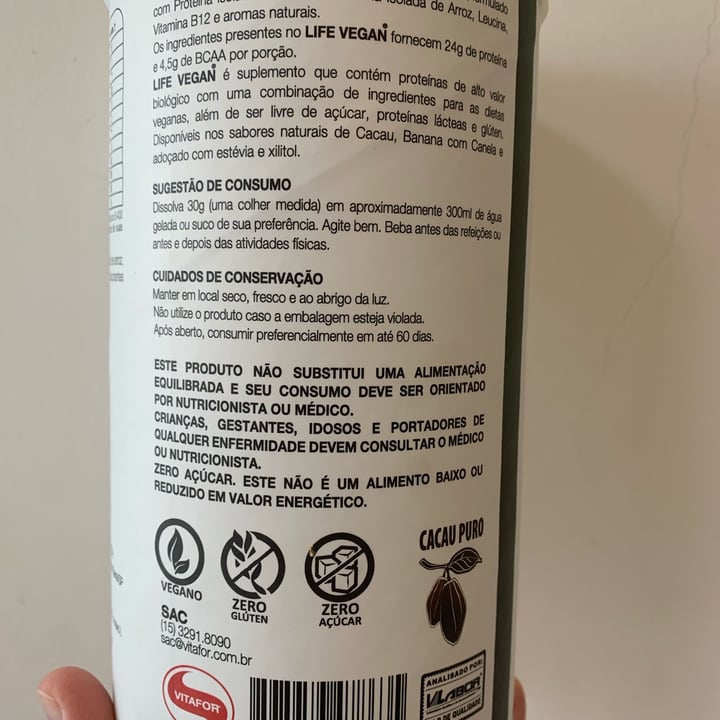 com Proteína Isolada de Arroz, Leucina,
Vitamina B12 e aromas naturais.
Os ingredientes presentes no LIFE VEGAN® fornecem 24g de proteína
e 4,5g de BCAA por porção.
LIFE VEGAN® é suplemento que contém proteínas de alto valor
biológico com uma combinação de ingredientes para as dietas
veganas, além de ser livre de açúcar, proteínas lácteas e glúten.
Disponíveis nos sabores naturais de Cacau, Banana com Canela e
adoçado com estévia e xilitol.
SUGESTÃO DE CONSUMO
Dissolva 30g (uma colher medida) em aproximadamente 300ml de água
gelada ou suco de sua preferência. Agite bem. Beba antes das refeições ou
antes e depois das atividades físicas.
CUIDADOS DE CONSERVAÇÃO
Manter em local seco, fresco e ao abrigo da luz.
Não utilize o produto caso a embalagem esteja violada.
Após aberto, consumir preferencialmente em até 60 dias.
ESTE PRODUTO NÃO SUBSTITUI UMA ALIMENTAÇÃO
EQUILIBRADA E SEU CONSUMO DEVE SER ORIENTADO
POR NUTRICIONISTA OU MÉDICO.
CRIANÇAS, GESTANTES, IDOSOS E PORTADORES DE
QUALQUER ENFERMIDADE DEVEM CONSULTAR O MÉDICO
OU NUTRICIONISTA.
ZERO AÇÚCAR. ESTE NÃO É UM ALIMENTO BAIXO OU
REDUZIDO EM VALOR ENERGÉTICO.
CACAU PURO
VEGANO
ZERO
GLÚTEN
ZERO
AÇÚCAR
SAC
(15) 3291.8090
sac@vitafor.com.br
VITAFOR
ANALISADO POR:
VLABOR
DE QUALIDADE